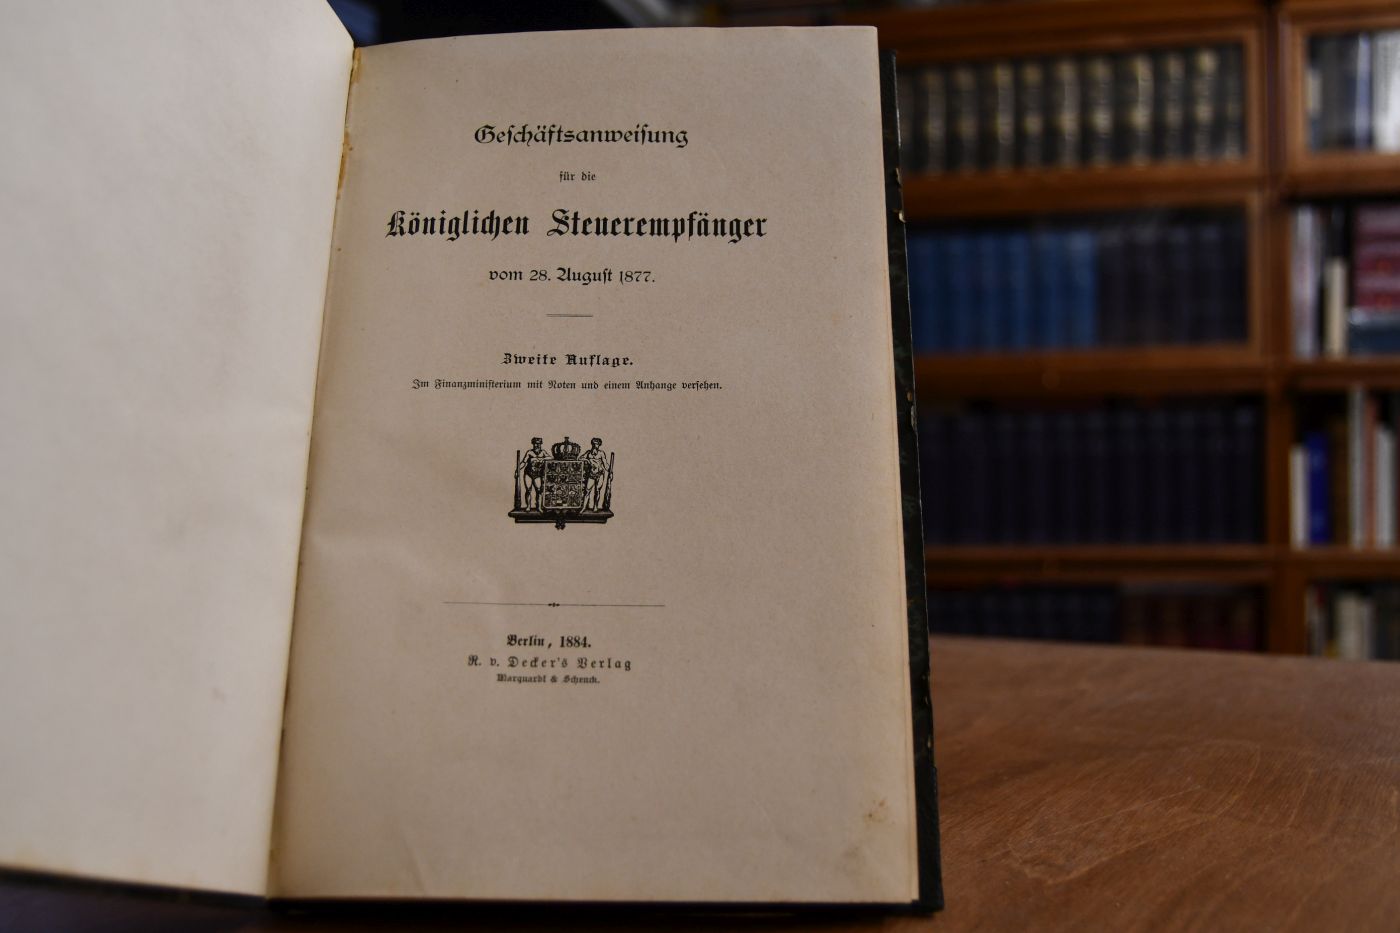 Geſchäftsanweiſung
für die
Königlichen Steuerempfänger
vom 28. Auguſt 1877.
Zweite Auflage.
Im Finanzminiſterium mit Noten und einem Anhange verſehen.
Berlin, 1884.
R. v. Decker's Verlag
Marquardt & Schenck.